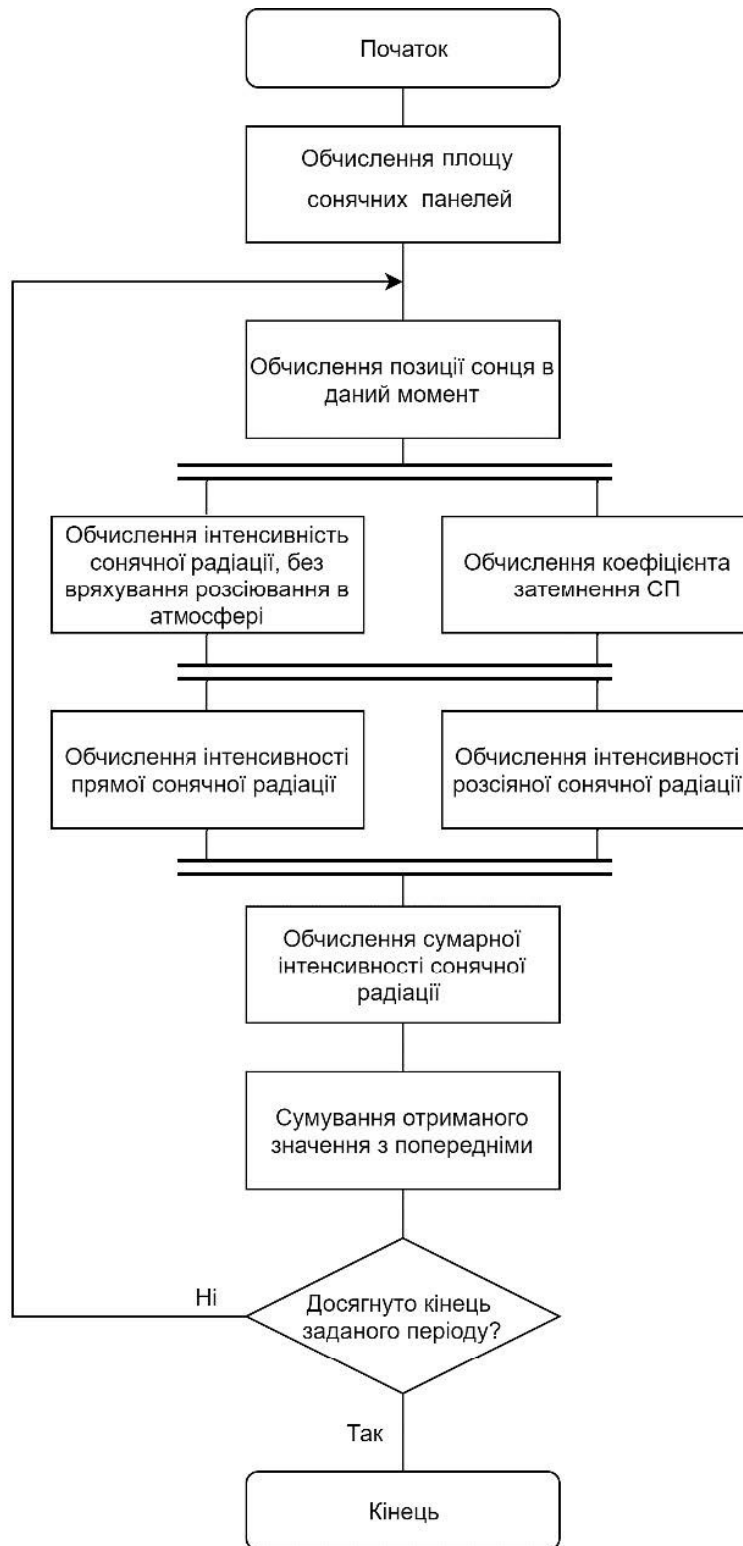 Початок
Обчислення площу
сонячних панелей
Обчислення позиції сонця в
даний момент
Обчислення інтенсивність
сонячної радіації, без
вряхування розсіювання в
атмосфері
Обчислення коефіцієнта
затемнення СП
Обчислення інтенсивності
прямої сонячної радіації
Обчислення інтенсивності
розсіяної сонячної радіації
Обчислення сумарної
інтенсивності сонячної
радіації
Сумування отриманого
значення з попередніми
Ні
Досягнуто кінець
заданого періоду?
Так
Кінець